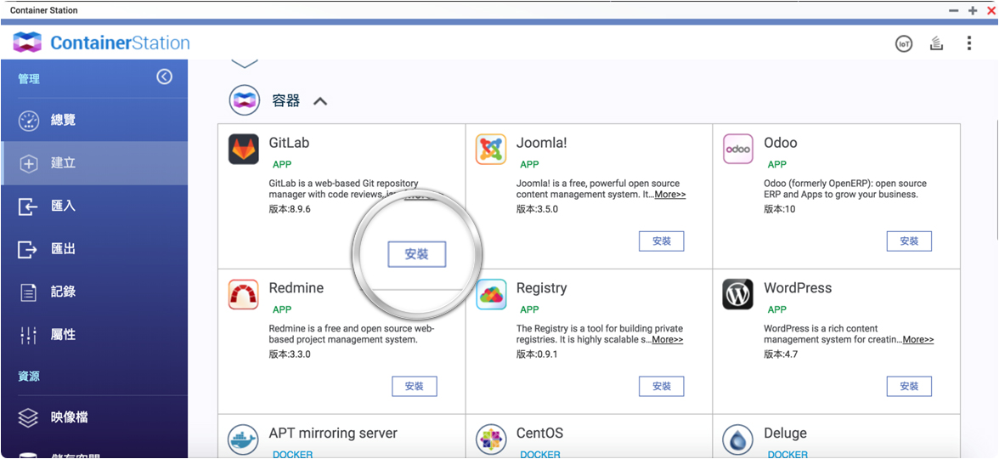 Container Station
ContainerStation
IoT
管理
總覽
建立
匯入
匯出
記錄
屬性
資源
映像檔
容器
GitLab
APP
GitLab is a web-based Git repository
manager with code reviews,
More>>
版本:8.9.6
安裝
Joomla!
APP
Joomla! is a free, powerful open source
content management system. It...More>>
版本:3.5.0
安裝
odoo
Odoo
APP
Odoo (formerly OpenERP): open source
ERP and Apps to grow your business.
版本:10
安裝
Redmine
APP
Redmine is a free and open source web-
based project management system.
版本:3.3.0
安裝
Registry
APP
The Registry is a tool for building private
registries. It is highly scalable s...More>>
版本:0.9.1
安裝
WordPress
APP
WordPress is a rich content
management system for creatin...More>>
版本:4.7
安裝
APT mirroring server
DOCKER
CentOS
DOCKER
Deluge
DOCKER